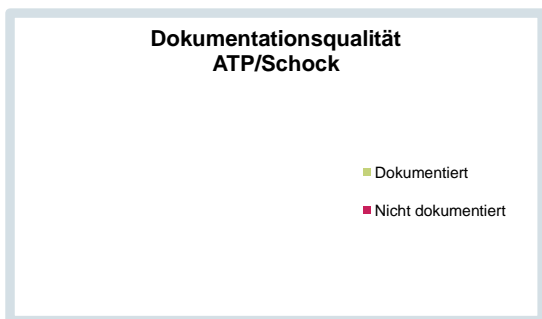 Dokumentationsqualität
ATP/Schock
Dokumentiert
Nicht dokumentiert